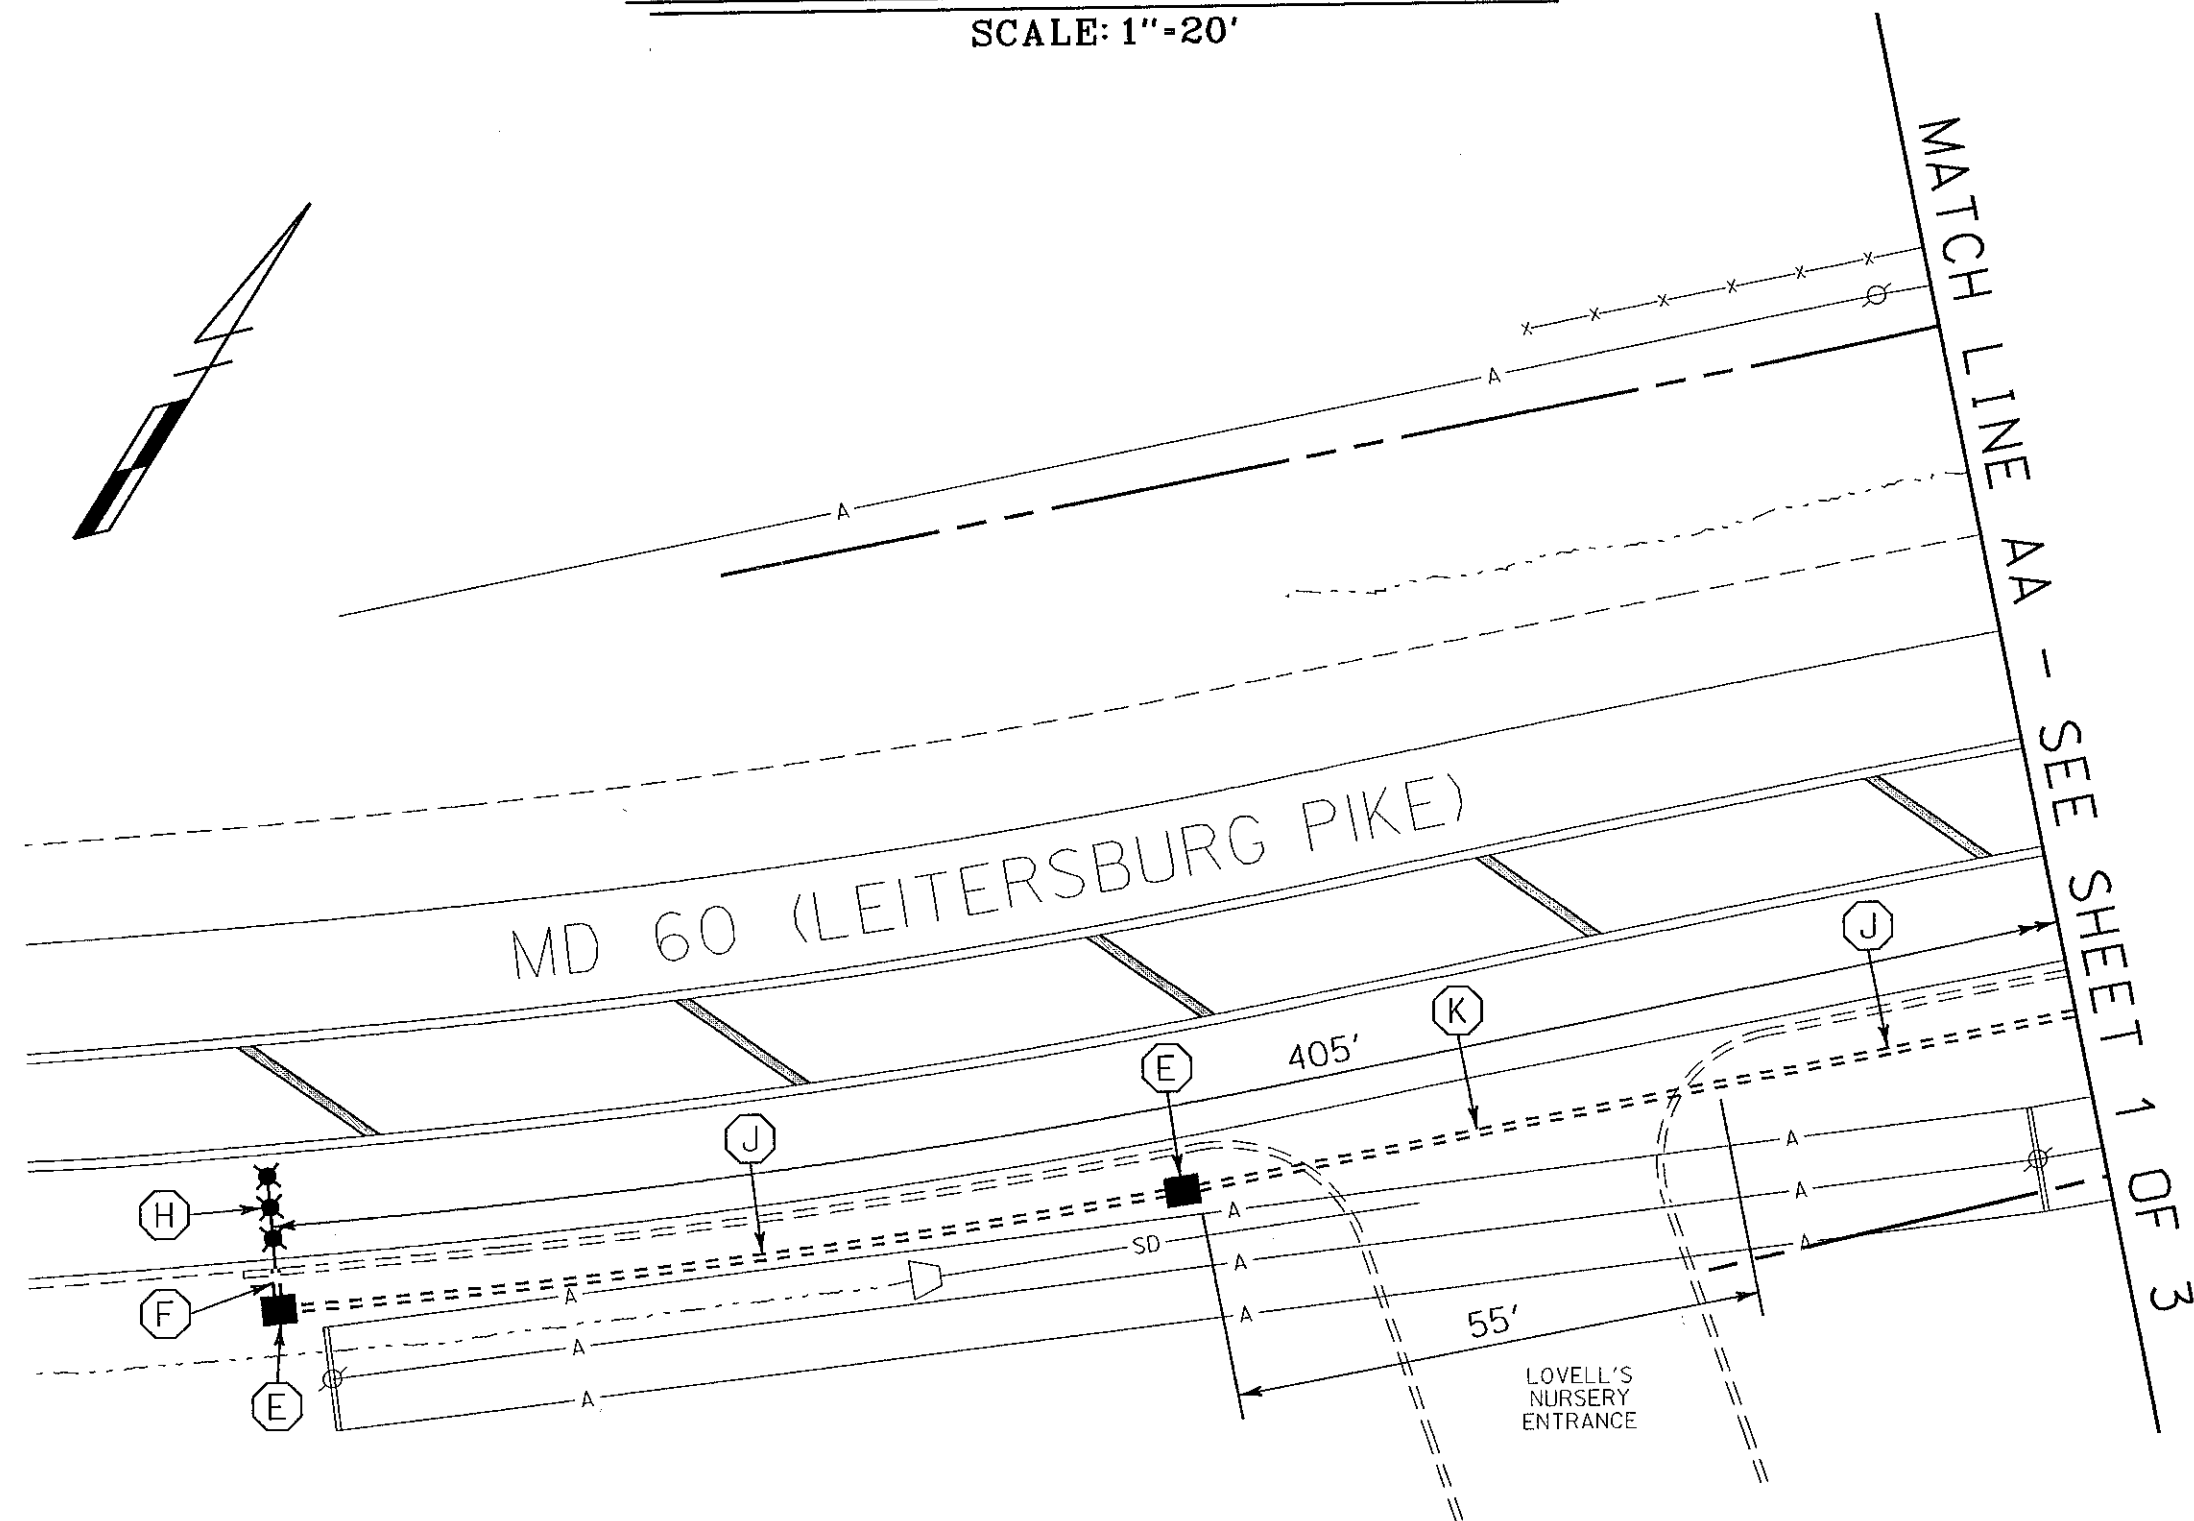 SCALE: 1"=20'
MATCH LINE AA - SEE SHEET 1 OF 3
x x x x x x
A
A
MD 60 (LEITERSBURG PIKE)
J
K
405'
E
J
H
F
E
A
A
A
SD
A
A
A
A
A
A
55'
LOVELL'S
NURSERY
ENTRANCE